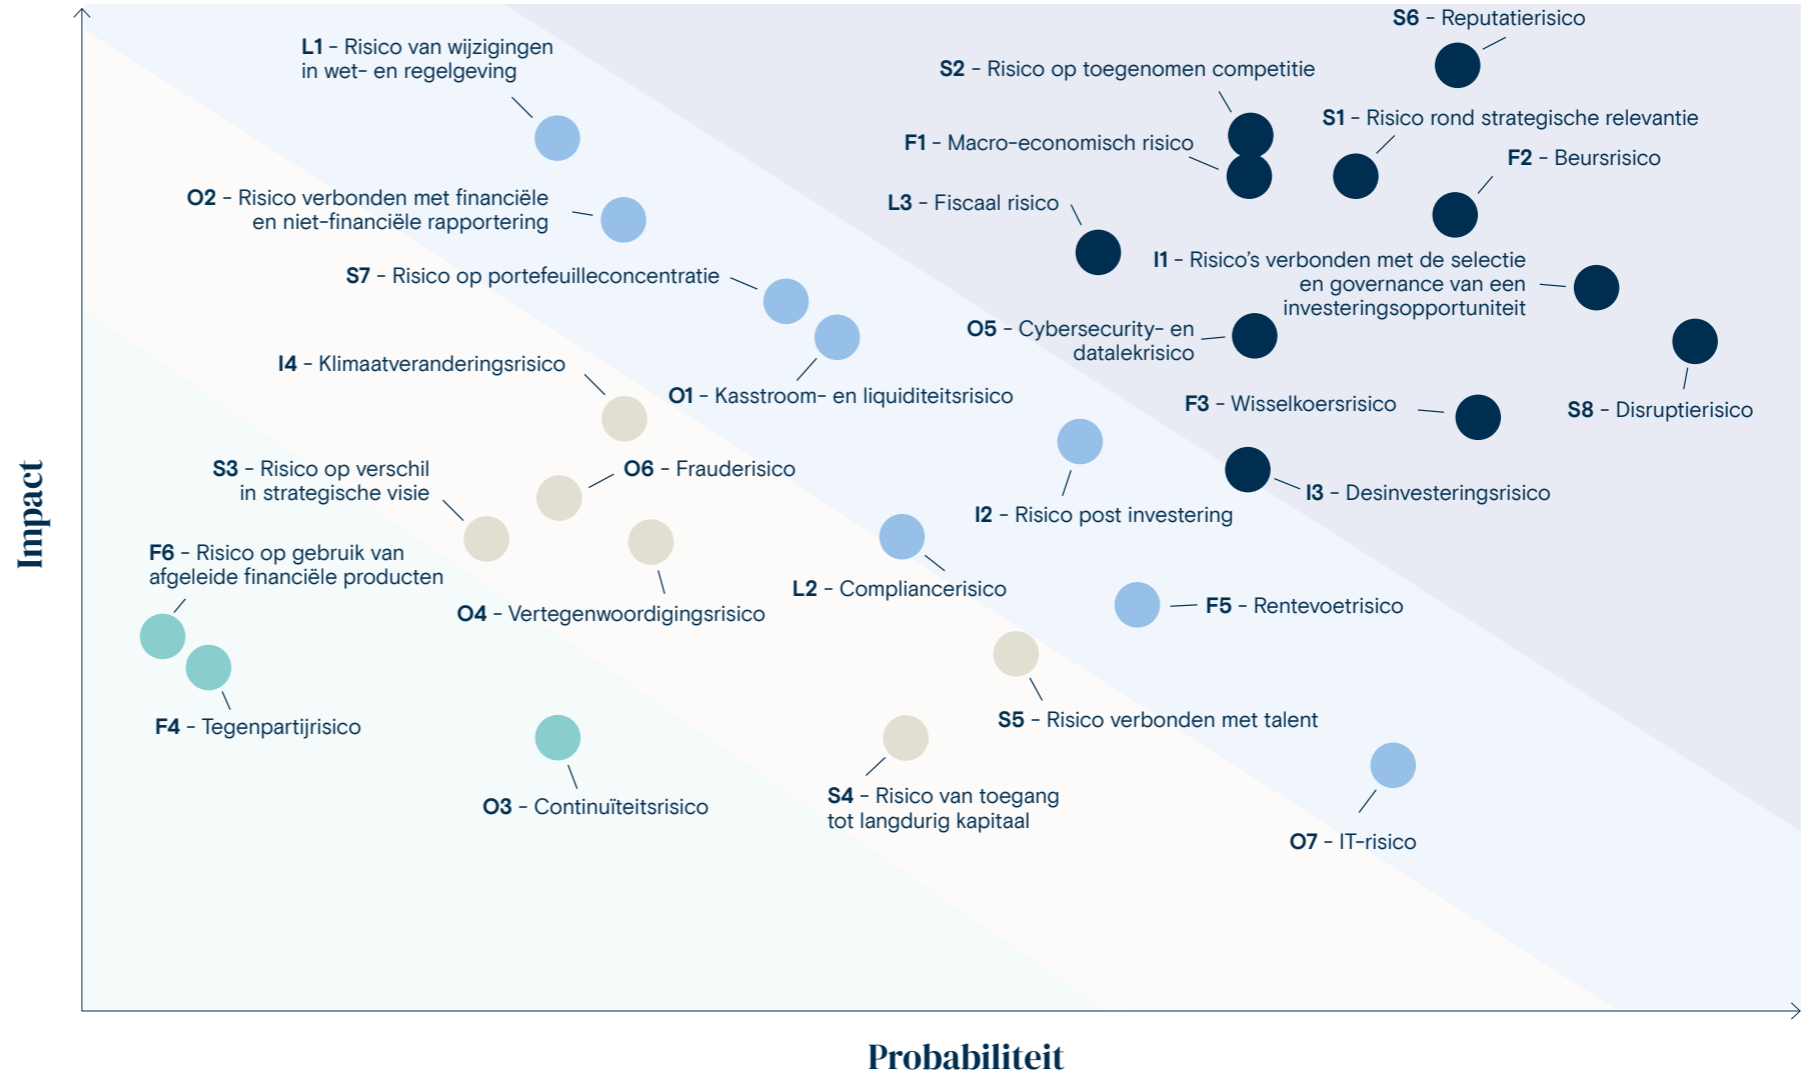 S6 - Reputatierisico
L1 - Risico van wijzigingen
in wet- en regelgeving
S2 - Risico op toegenomen competitie
S1 - Risico rond strategische relevantie
F1 - Macro-economisch risico
F2 - Beursrisico
O2 - Risico verbonden met financiële
en niet-financiële rapportering
L3 - Fiscaal risico
I1 - Risico's verbonden met de selectie
en governance van een
investeringsopportuniteit
S7 - Risico op portefeuilleconcentratie
O5 - Cybersecurity- en
datalekrisico
I4 - Klimaatveranderingsrisico
O1 - Kasstroom- en liquiditeitsrisico
F3 - Wisselkoersrisico
S8 - Disruptierisico
S3 - Risico op verschil
in strategische visie
O6 - Frauderisico
I3 - Desinvesteringsrisico
I2 - Risico post investering
Impact
F6 - Risico op gebruik van
afgeleide financiële producten
L2 - Compliancerisico
O4 - Vertegenwoordigingsrisico
F5 - Rentevoetrisico
F4 - Tegenpartijrisico
S5 - Risico verbonden met talent
O3 - Continuïteitsrisico
S4 - Risico van toegang
tot langdurig kapitaal
O7 - IT-risico
Probabiliteit